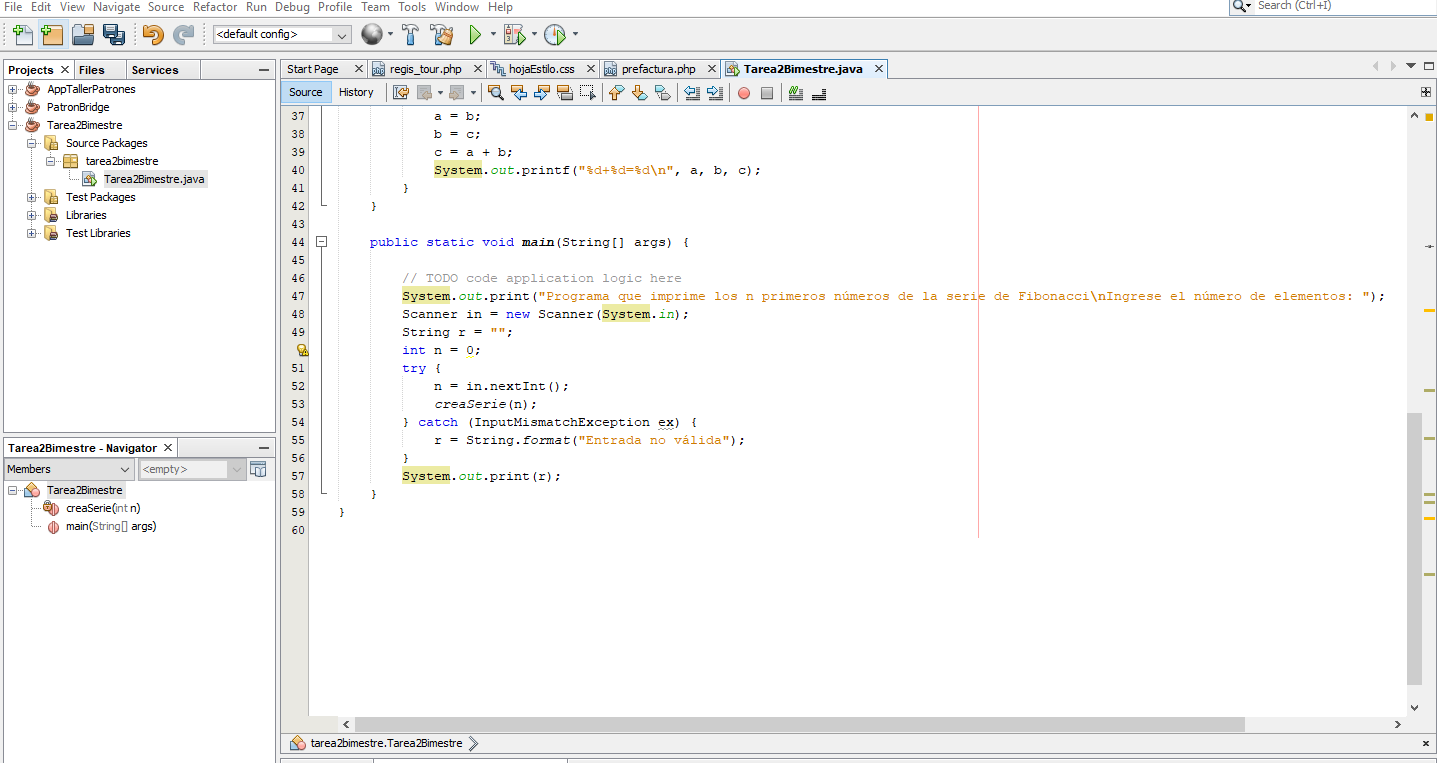 File Edit View Navigate Source Refactor Run Debug Profile Team Tools Window Help
Search (Ctrl+I)
<default config>
Projects Files Services
AppTallerPatrones
PatronBridge
Tarea2Bimestre
Source Packages
tarea2bimestre
Tarea2Bimestre.java
Test Packages
Libraries
Test Libraries
Tarea2Bimestre - Navigator
Members <empty>
Tarea2Bimestre
creaSerie(int n)
main(String[] args)
Start Page regis_tour.php hojaEstilo.css prefactura.php Tarea2Bimestre.java
Source History
37 a = b;
38 b = c;
39 c = a + b;
40 System.out.printf("%d+%d=%d\n", a, b, c);
41 }
42 }
43
44 public static void main(String[] args) {
45
46 // TODO code application logic here
47 System.out.print("Programa que imprime los n primeros números de la serie de Fibonacci\nIngrese el número de elementos: ");
48 Scanner in = new Scanner(System.in);
49 String r = "";
int n = 0;
51 try {
52 n = in.nextInt();
53 creaSerie(n);
54 } catch (InputMismatchException ex) {
55 r = String.format("Entrada no válida");
56 }
57 System.out.print(r);
58 }
59 }
60
tarea2bimestre.Tarea2Bimestre